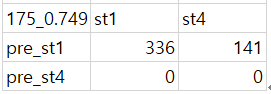 175_0.749 st1 st4
pre_st1 336 141
pre_st4 0 0